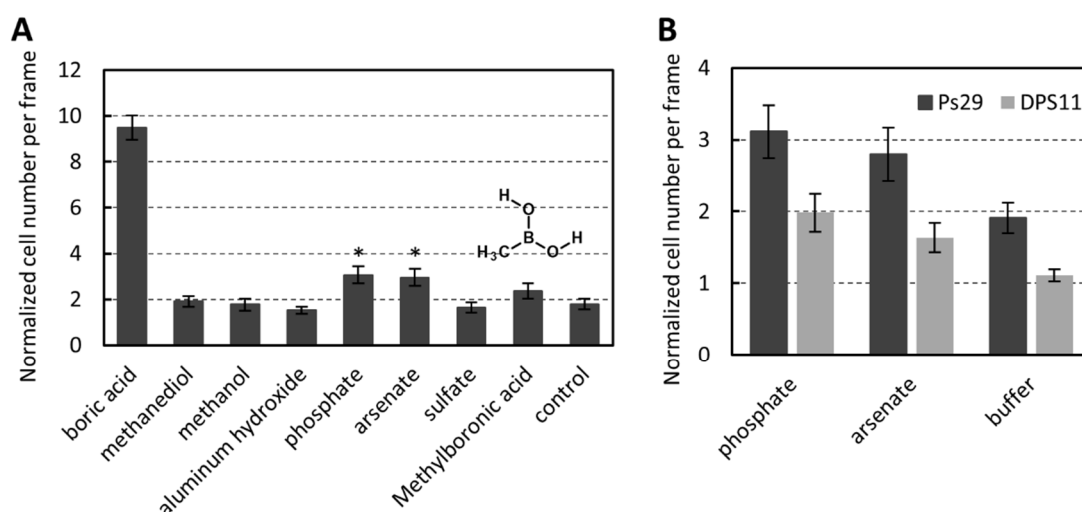 A
Normalized cell number per frame
12
10
8
6
4
2
0
H
O
B
H₃C
O
H
*
*
boric acid
methanediol
methanol
aluminum hydroxide
phosphate
arsenate
sulfate
Methylboronic acid
control
B
Normalized cell number per frame
4
3
2
1
0
Ps29
DPS11
phosphate
arsenate
buffer